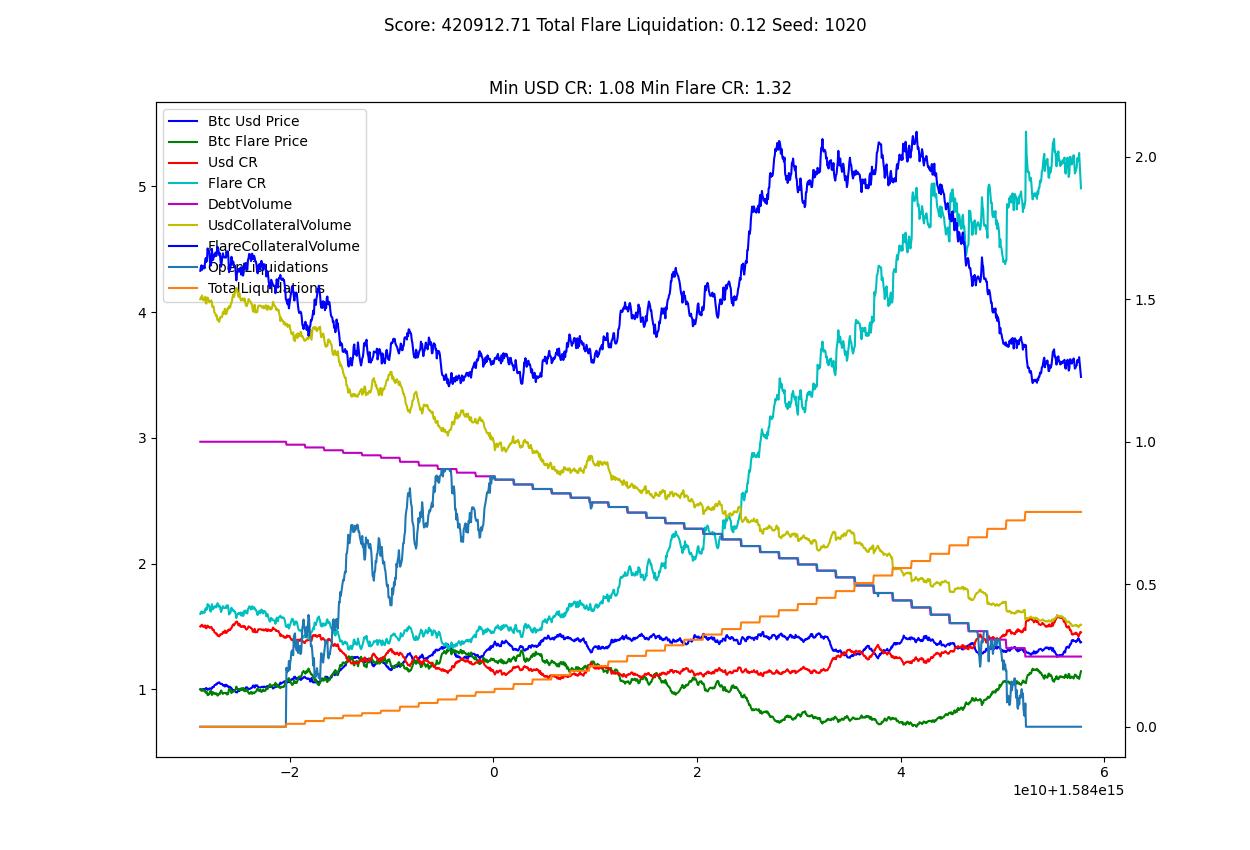 Score: 420912.71 Total Flare Liquidation: 0.12 Seed: 1020
Min USD CR: 1.08 Min Flare CR: 1.32
Btc Usd Price
Btc Flare Price
Usd CR
Flare CR
DebtVolume
UsdCollateralVolume
FlareCollateralVolume
OpenLiquidations
TotalLiquidations
5
4
3
2
1
2.0
1.5
1.0
0.5
0.0
−2
0
2
4
6
1e10+1.584e15